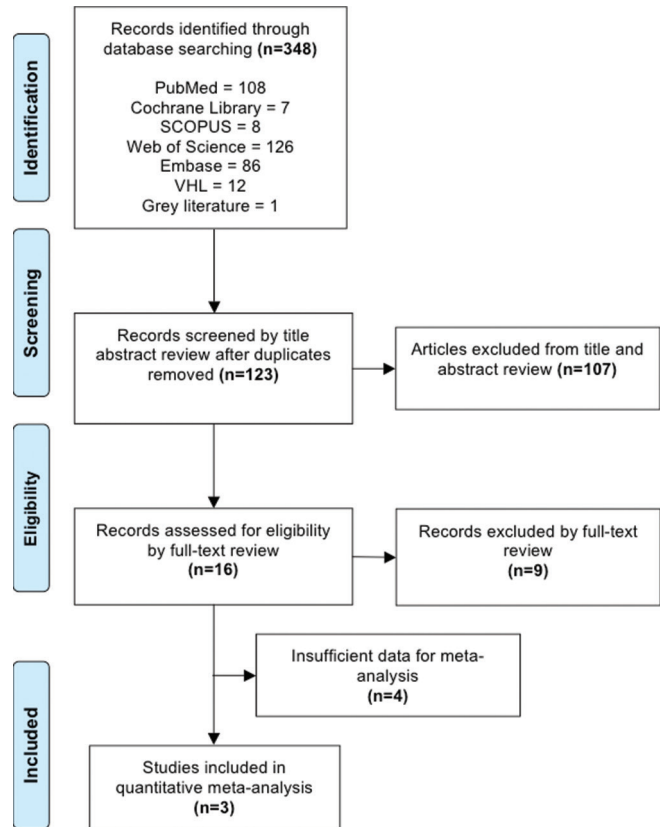 Identification
Records identified through
database searching (n=348)
PubMed = 108
Cochrane Library = 7
SCOPUS = 8
Web of Science = 126
Embase = 86
VHL = 12
Grey literature = 1
Screening
Records screened by title
abstract review after duplicates
removed (n=123)
Articles excluded from title and
abstract review (n=107)
Eligibility
Records assessed for eligibility
by full-text review
(n=16)
Records excluded by full-text
review
(n=9)
Insufficient data for meta-
analysis
(n=4)
Included
Studies included in
quantitative meta-analysis
(n=3)